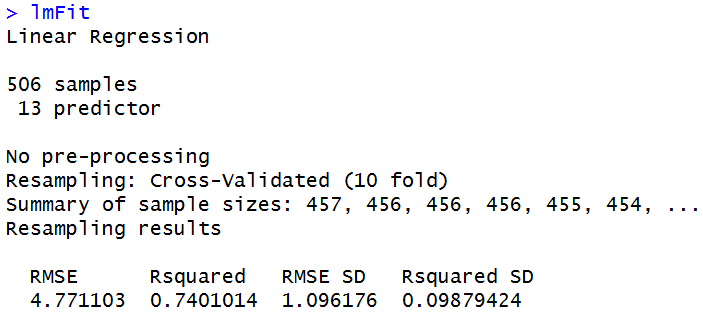 > lmFit
Linear Regression
506 samples
13 predictor
No pre-processing
Resampling: Cross-Validated (10 fold)
Summary of sample sizes: 457, 456, 456, 456, 455, 454, ...
Resampling results
RMSE Rsquared RMSE SD Rsquared SD
4.771103 0.7401014 1.096176 0.09879424